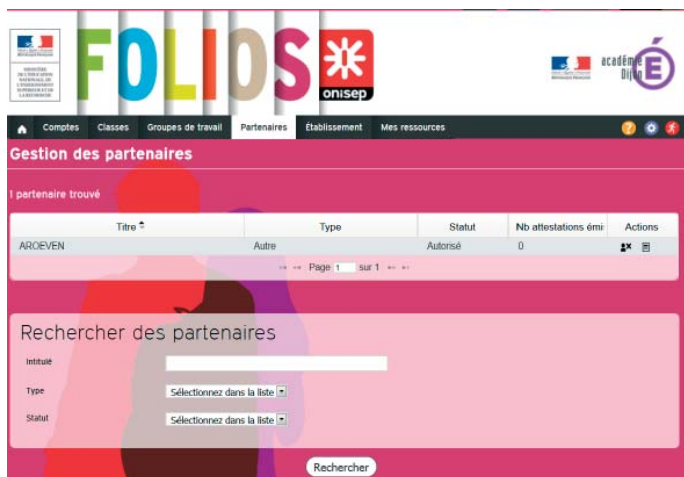 FOLIOS
onisep
académie
Dijon
Comptes Classes Groupes de travail Partenaires Établissement Mes ressources
Gestion des partenaires
1 partenaire trouvé
Titre Type Statut Nb attestations émi Actions
AROEVEN Autre Autorisé 0
Page 1 sur 1
Rechercher des partenaires
Intitulé
Type Sélectionnez dans la liste
Statut Sélectionnez dans la liste
Rechercher